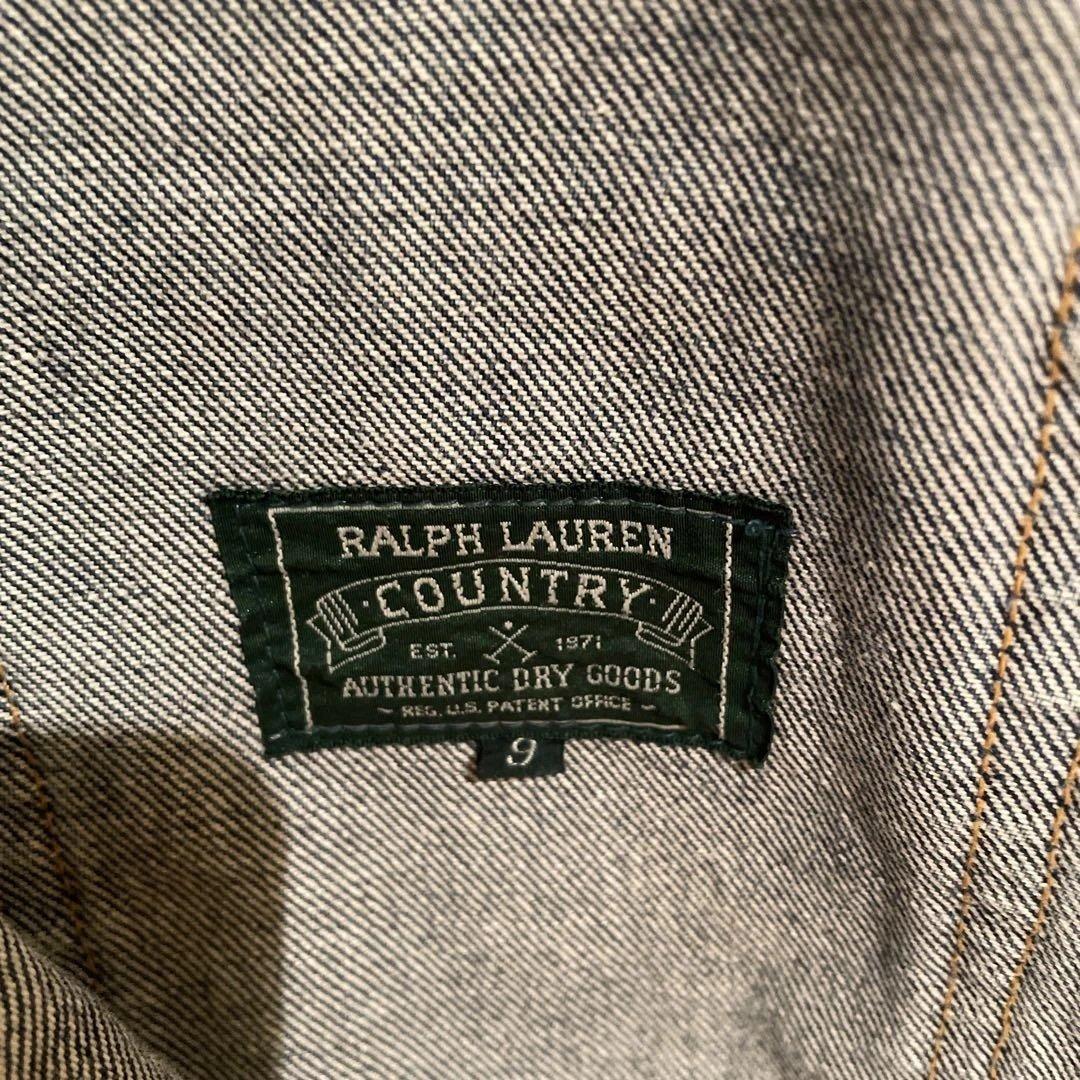 RALPH LAUREN
·COUNTRY·
EST. 1971
AUTHENTIC DRY GOODS
~ REG. U.S. PATENT OFFICE ~
9